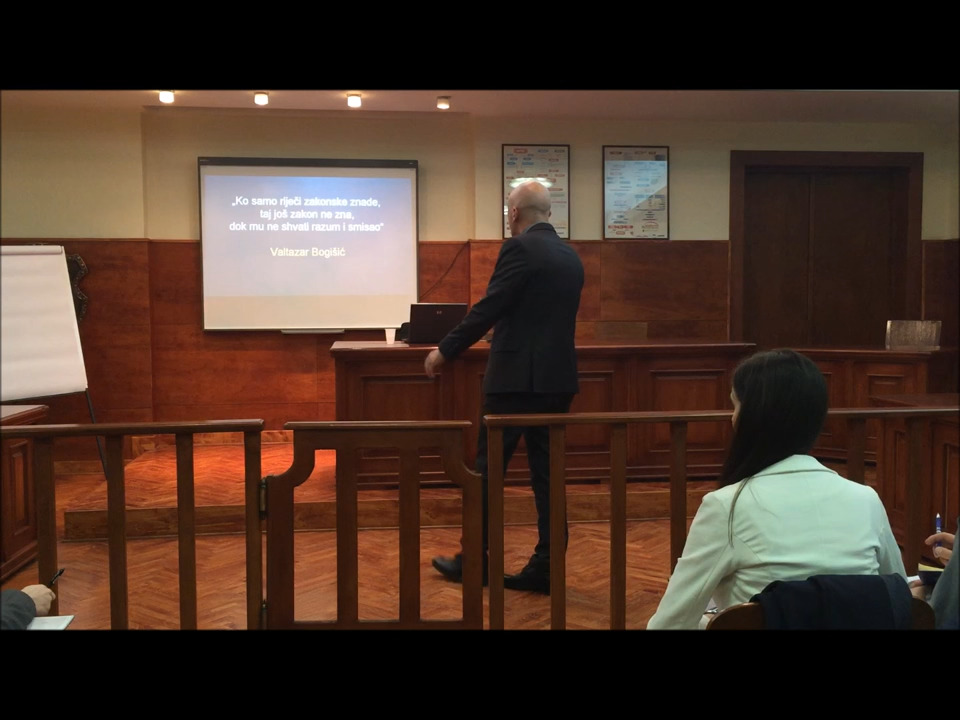 „Ko samo riječi zakonske znade,
taj još zakon ne zna,
dok mu ne shvati razum i smisao"
Valtazar Bogišić